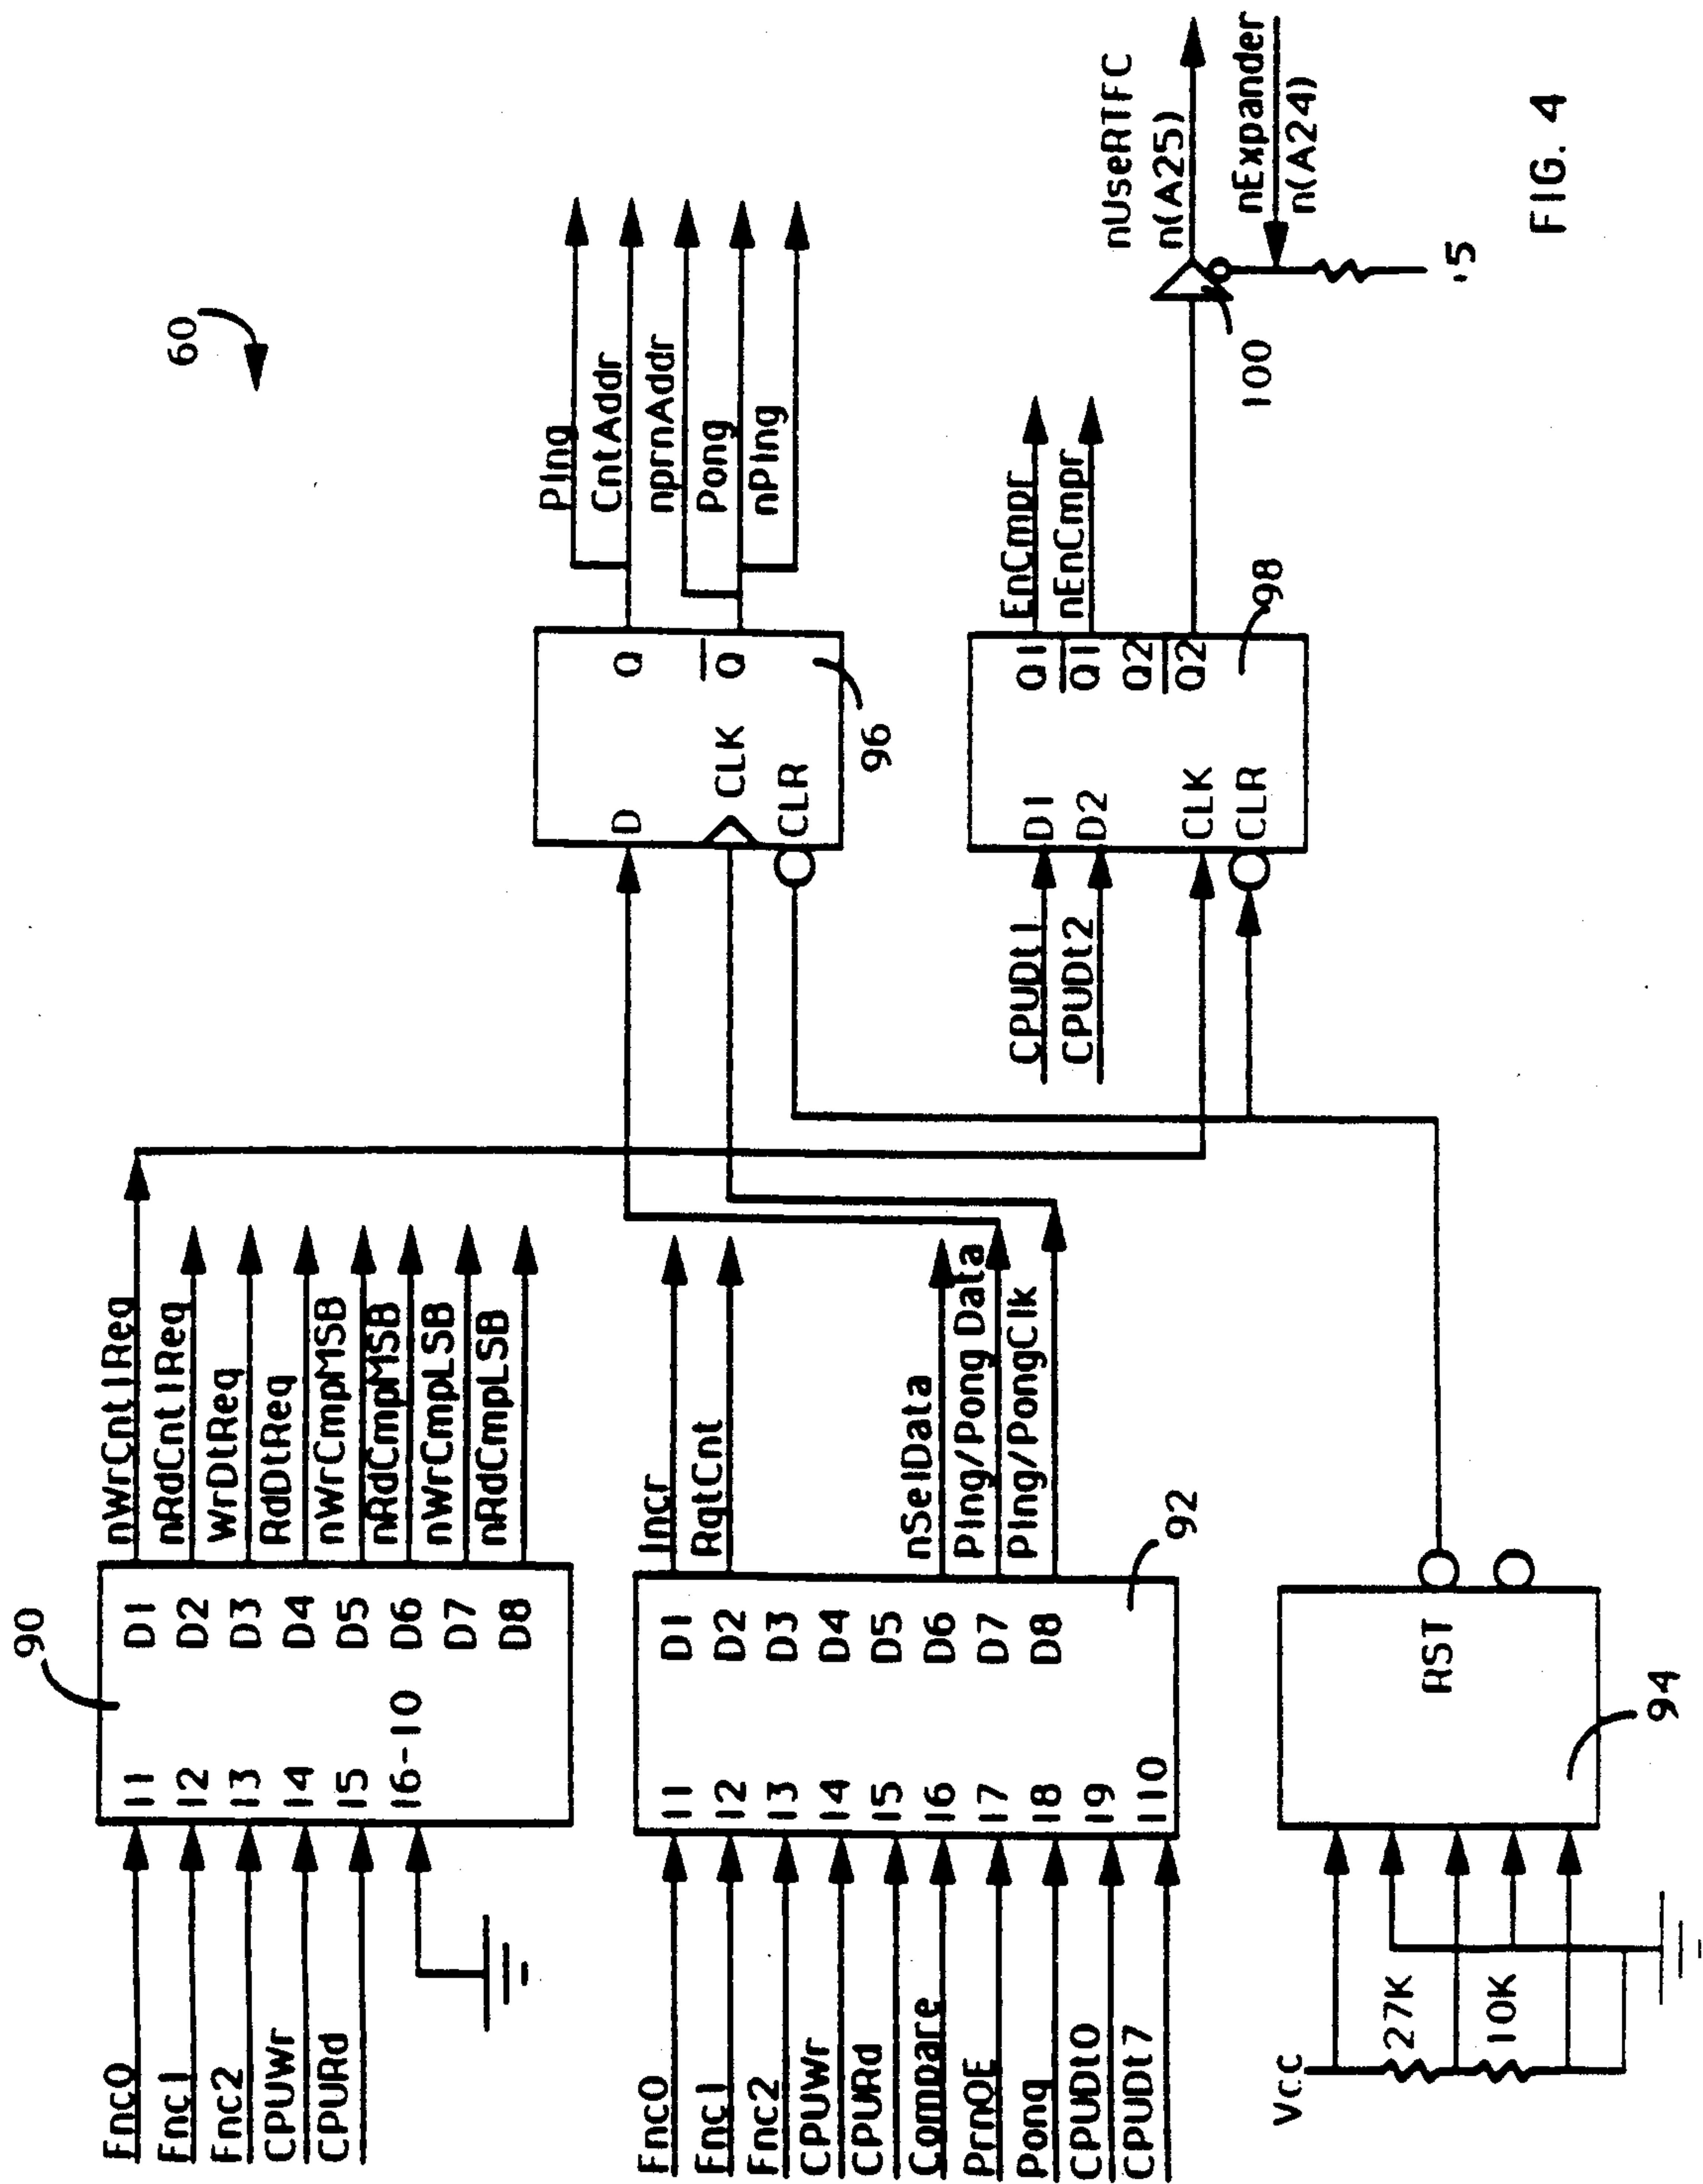 60
90
Fnc0
Fnc1
Fnc2
CPUWr
CPURd
I1
I2
I3
I4
I5
I6-10
D1
D2
D3
D4
D5
D6
D7
D8
nWrCntlReq
nRdCntlReq
WrDtReq
RdDtReq
nWrCmpMSB
nRdCmpMSB
nWrCmpLSB
nRdCmpLSB
Fnc0
Fnc1
Fnc2
CPUWr
CPURd
Compare
PrnOE
Pong
CPUDt0
CPUDt7
I1
I2
I3
I4
I5
I6
I7
I8
I9
I10
D1
D2
D3
D4
D5
D6
D7
D8
92
Incr
RqtCnt
nSelData
Ping/Pong Data
Ping/PongClk
D
CLK
CLR
Q
Q
96
Ping
CntAddr
nprnAddr
Pong
nPing
CPUDt1
CPUDt2
D1
D2
CLK
CLR
Q1
Q1
Q2
Q2
98
EnCmpr
nEnCmpr
100
nUseRTFC
n(A25)
nExpander
n(A24)
+5
Vcc
27K
10K
RST
94
FIG. 4